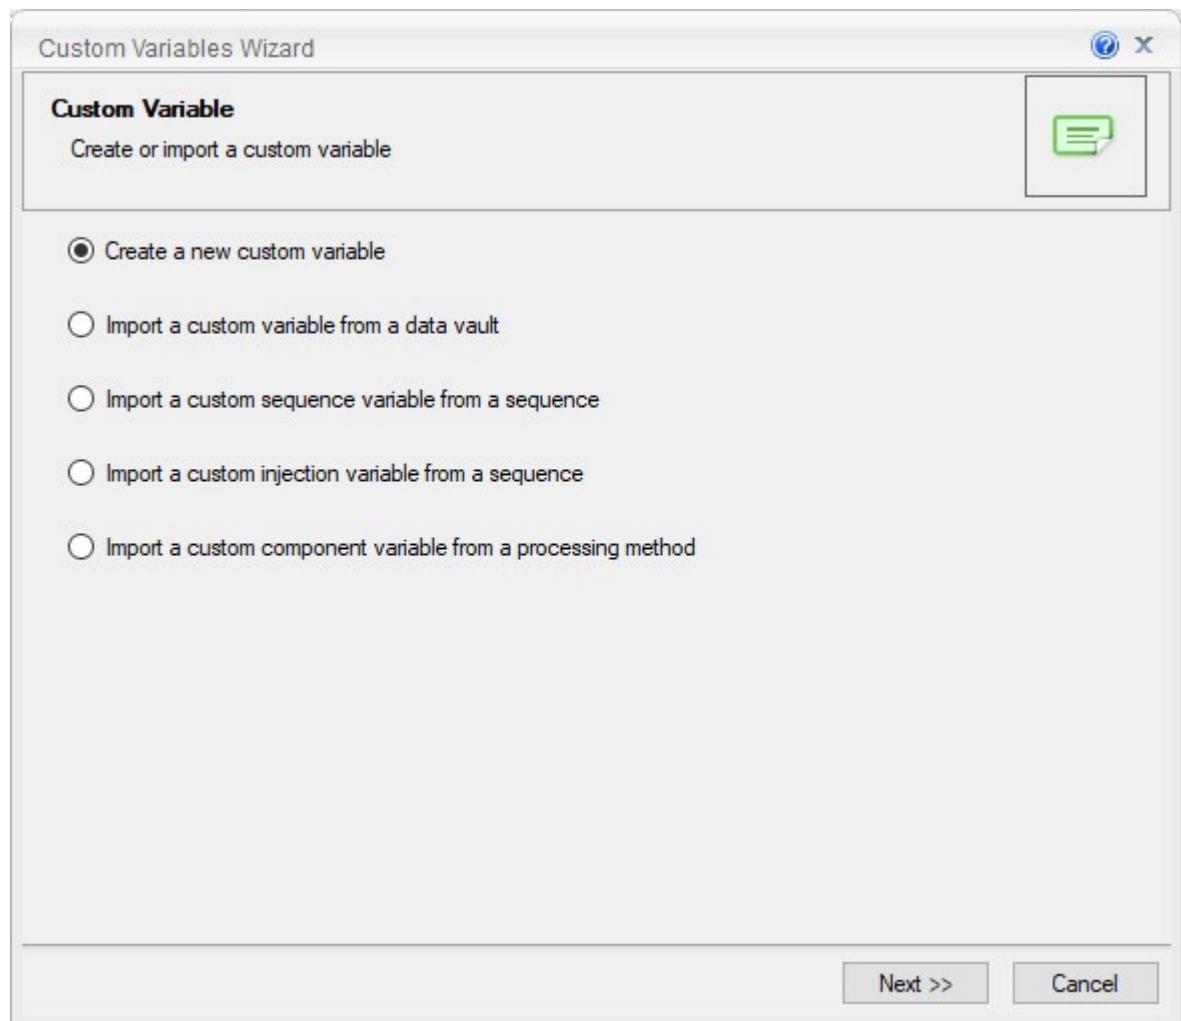 Custom Variables Wizard
Custom Variable
Create or import a custom variable
Create a new custom variable
Import a custom variable from a data vault
Import a custom sequence variable from a sequence
Import a custom injection variable from a sequence
Import a custom component variable from a processing method
Next >>
Cancel